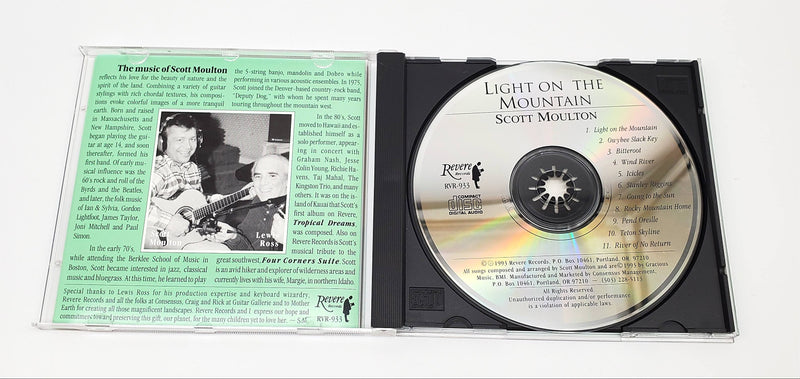 The music of Scott Moulton
reflects his love for the beauty of nature and the
spirit of the land. Combining a variety of guitar
stylings with rich chordal textures, his composi-
tions evoke colorful images of a more tranquil
earth. Born and raised
in Massachusetts and
New Hampshire, Scott
began playing the gui-
tar at age 14, and soon
thereafter, formed his
first band. Of early mu-
sical influence was the
60's rock and roll of the
Byrds and the Beatles,
and later, the folk music
of Ian & Sylvia, Gordon
Lightfoot, James Taylor,
Joni Mitchell and Paul
Simon.
In the early 70's,
while attending the Berklee School of Music in
Boston, Scott became interested in jazz, classical
music and bluegrass. At this time, he learned to play
the 5-string banjo, mandolin and Dobro while
performing in various acoustic ensembles. In 1975,
Scott joined the Denver-based country-rock band,
"Deputy Dog," with whom he spent many years
touring throughout the mountain west.
In the 80's, Scott
moved to Hawaii and es-
tablished himself as a
solo performer, appear-
ing in concert with
Graham Nash, Jesse
Colin Young, Richie Ha-
vens, Taj Mahal, The
Kingston Trio, and many
others. It was on the is-
land of Kauai that Scott's
first album on Revere,
Tropical Dreams,
was composed. Also on
Revere Records is Scott's
musical tribute to the
great southwest, Four Corners Suite. Scott
is an avid hiker and explorer of wilderness areas and
currently lives with his wife, Margie, in northern Idaho.
Moulton
Lewis
Ross
Special thanks to Lewis Ross for his production expertise and keyboard wizardry,
Revere Records and all the folks at Consensus, Craig and Rick at Guitar Gallerie and to Mother
Earth for creating all those magnificent landscapes. Revere Records and I express our hope and
commitment toward preserving this gift, our planet, for the many children yet to love her. — S.M.
Revere
Records
RVR-933
LIGHT ON THE
MOUNTAIN
SCOTT MOULTON
1. Light on the Mountain
2. Owyhee Slack Key
3. Bitteroot
4. Wind River
5. Icicles
6. Stanley Riggins
7. Going to the Sun
8. Rocky Mountain Home
9. Pend Oreille
10. Teton Skyline
11. River of No Return
Revere
Records
RVR-933
COMPACT
disc
DIGITAL AUDIO
℗ © 1993 Revere Records, P.O. Box 10461, Portland, OR 97210
All songs composed and arranged by Scott Moulton and are © 1993 by Gracious
Music, BMI. Manufactured and Marketed by Consensus Management,
P.O. Box 10461, Portland, OR 97210 — (503) 228-5115
All Rights Reserved
Unauthorized duplication and/or performance
is a violation of applicable laws.